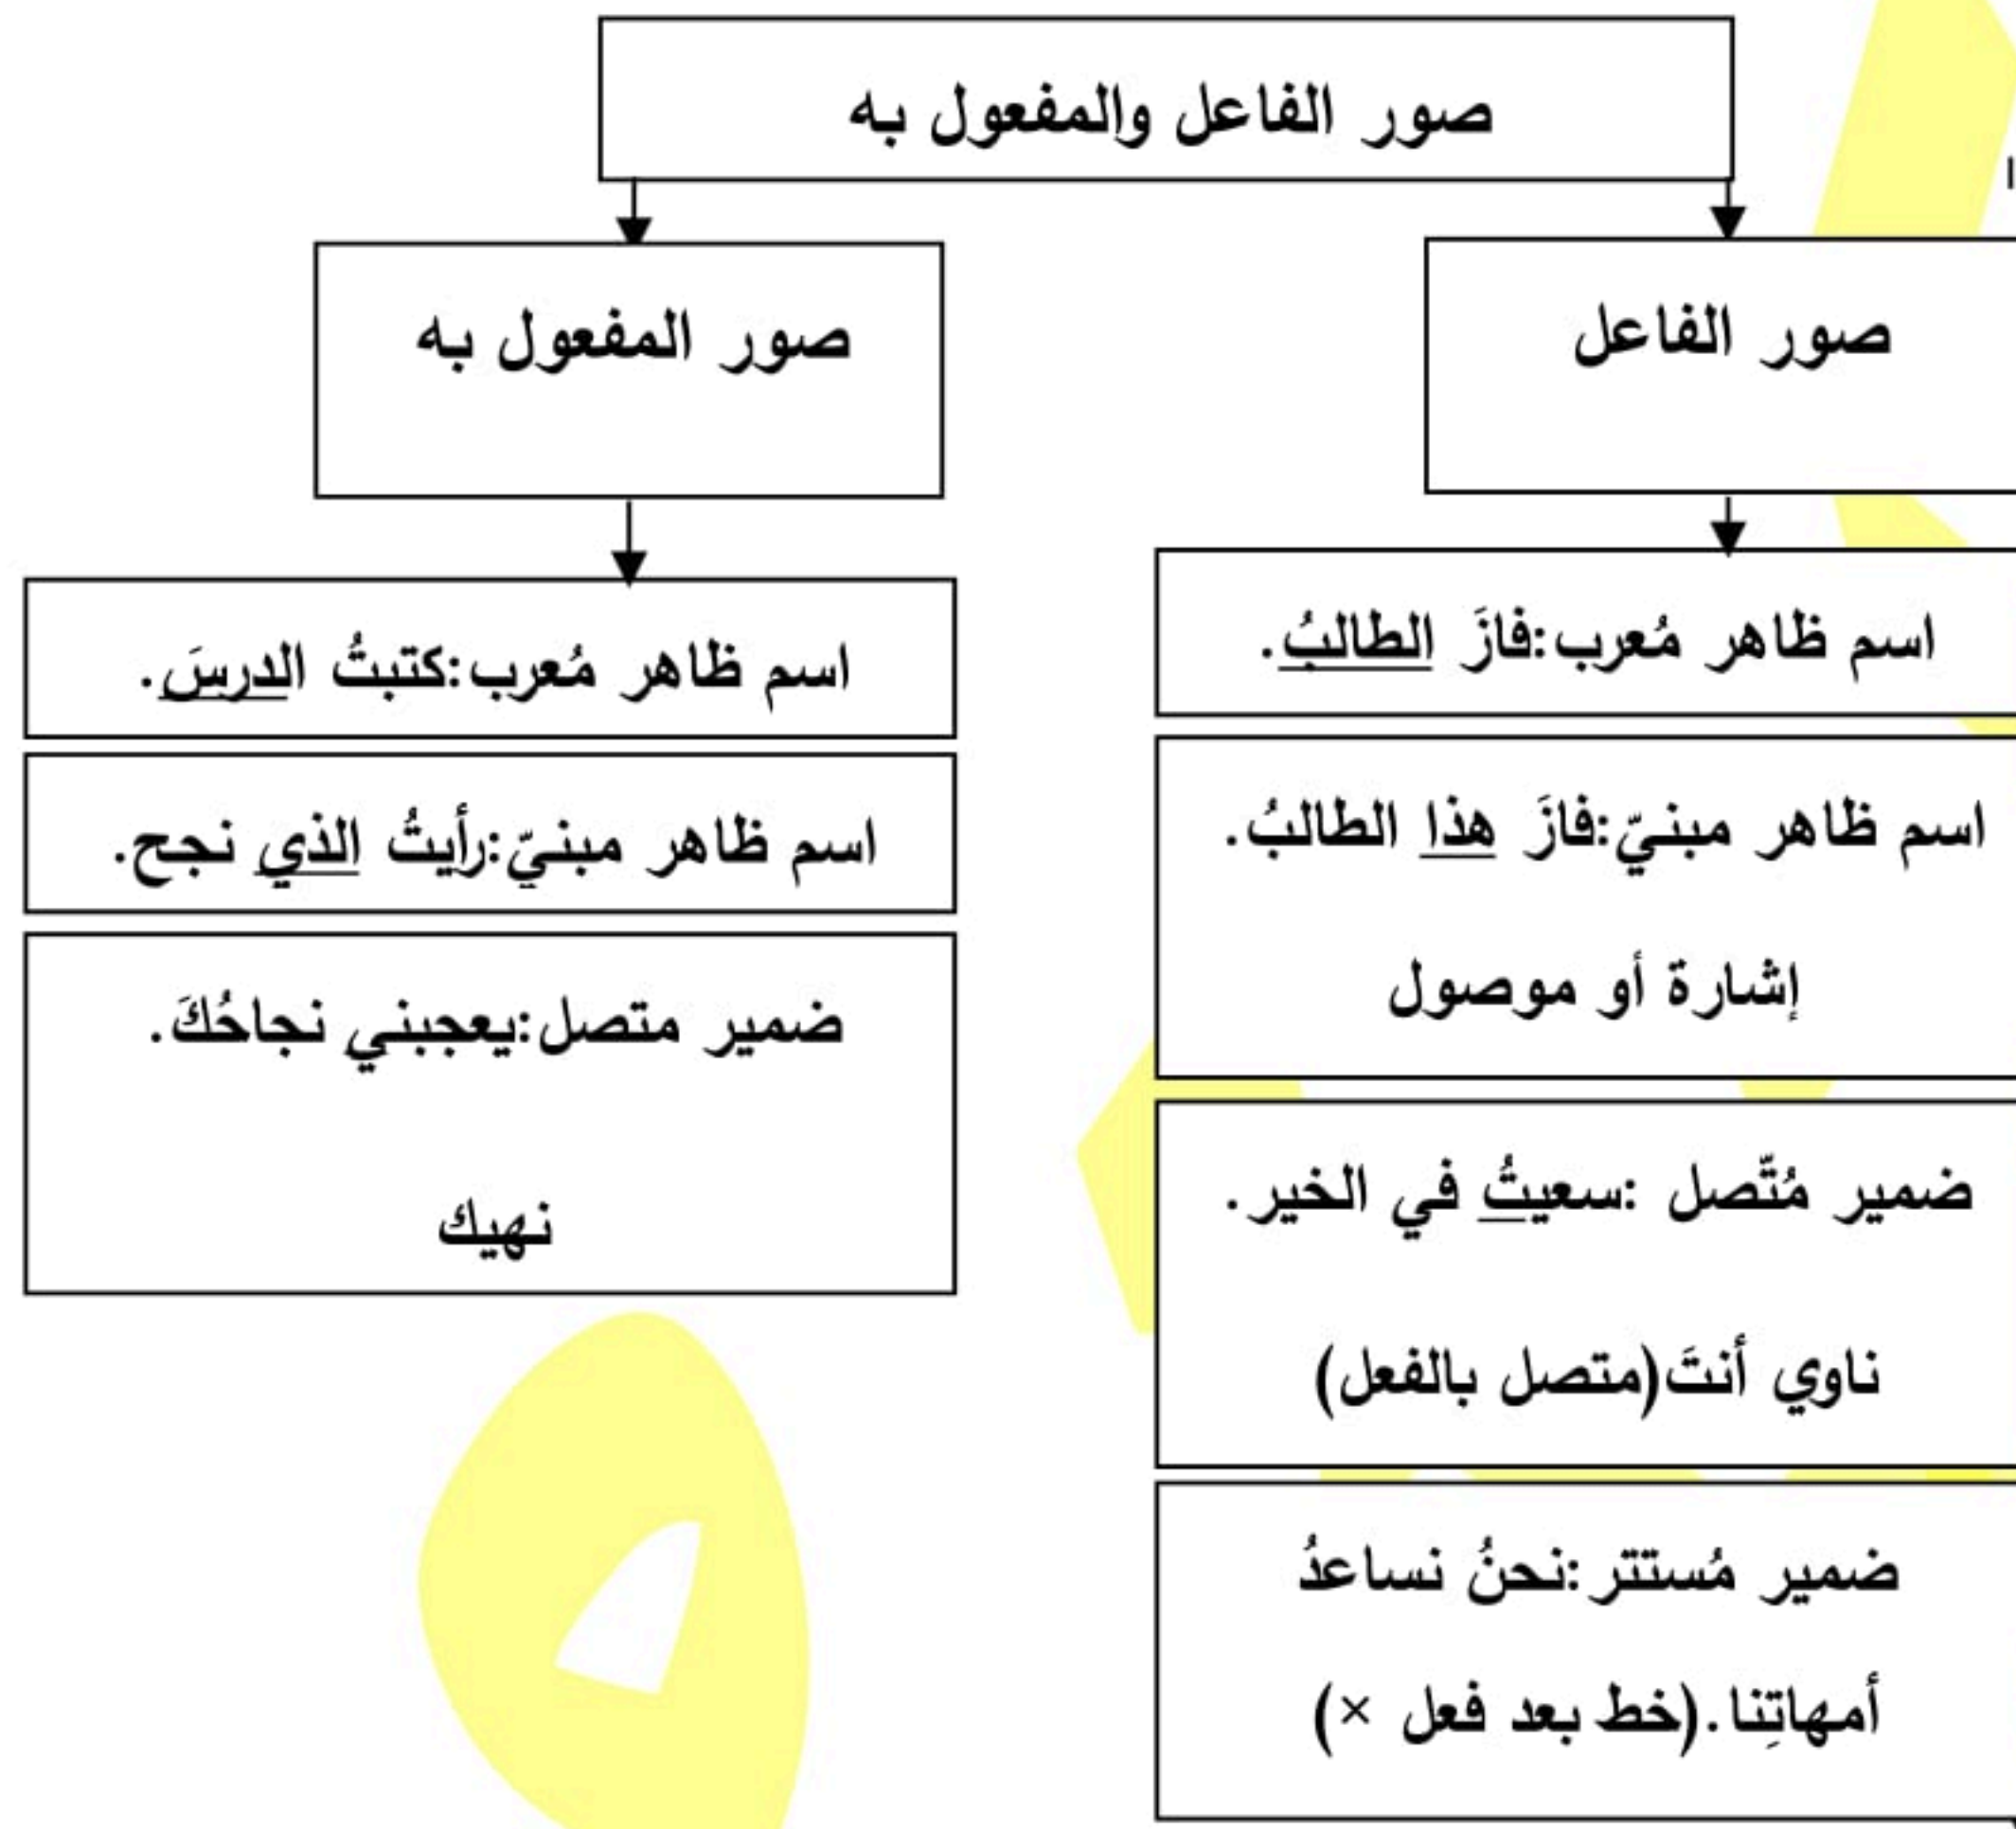 صور الفاعل والمفعول به
صور الفاعل
اسم ظاهر مُعرب:فازَ الطالبُ.
اسم ظاهر مبنيّ:فازَ هذا الطالبُ.
إشارة أو موصول
ضمير مُتّصل :سعيتُ في الخير.
ناوي أنتَ(متصل بالفعل)
ضمير مُستتر:نحنُ نساعدُ
أمهاتِنا.(خط بعد فعل ×)
صور المفعول به
اسم ظاهر مُعرب:كتبتُ الدرسَ.
اسم ظاهر مبنيّ:رأيتُ الذي نجح.
ضمير متصل:يعجبني نجاحُكَ.
نهيك